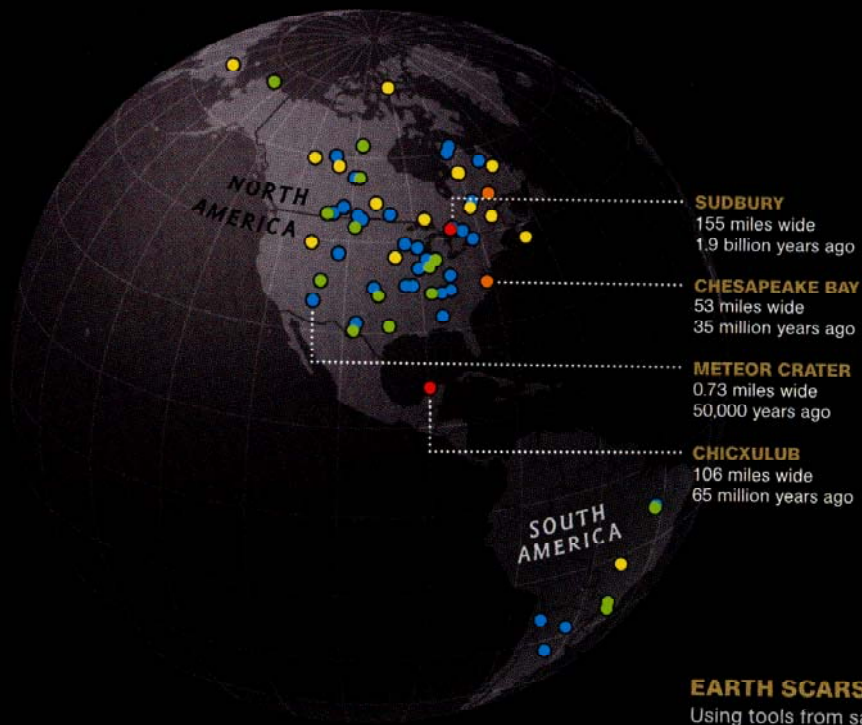 NORTH
AMERICA
SUDBURY
155 miles wide
1.9 billion years ago
CHESAPEAKE BAY
53 miles wide
35 million years ago
METEOR CRATER
0.73 miles wide
50,000 years ago
CHICXULUB
106 miles wide
65 million years ago
SOUTH
AMERICA
EARTH SCARS
Using tools from